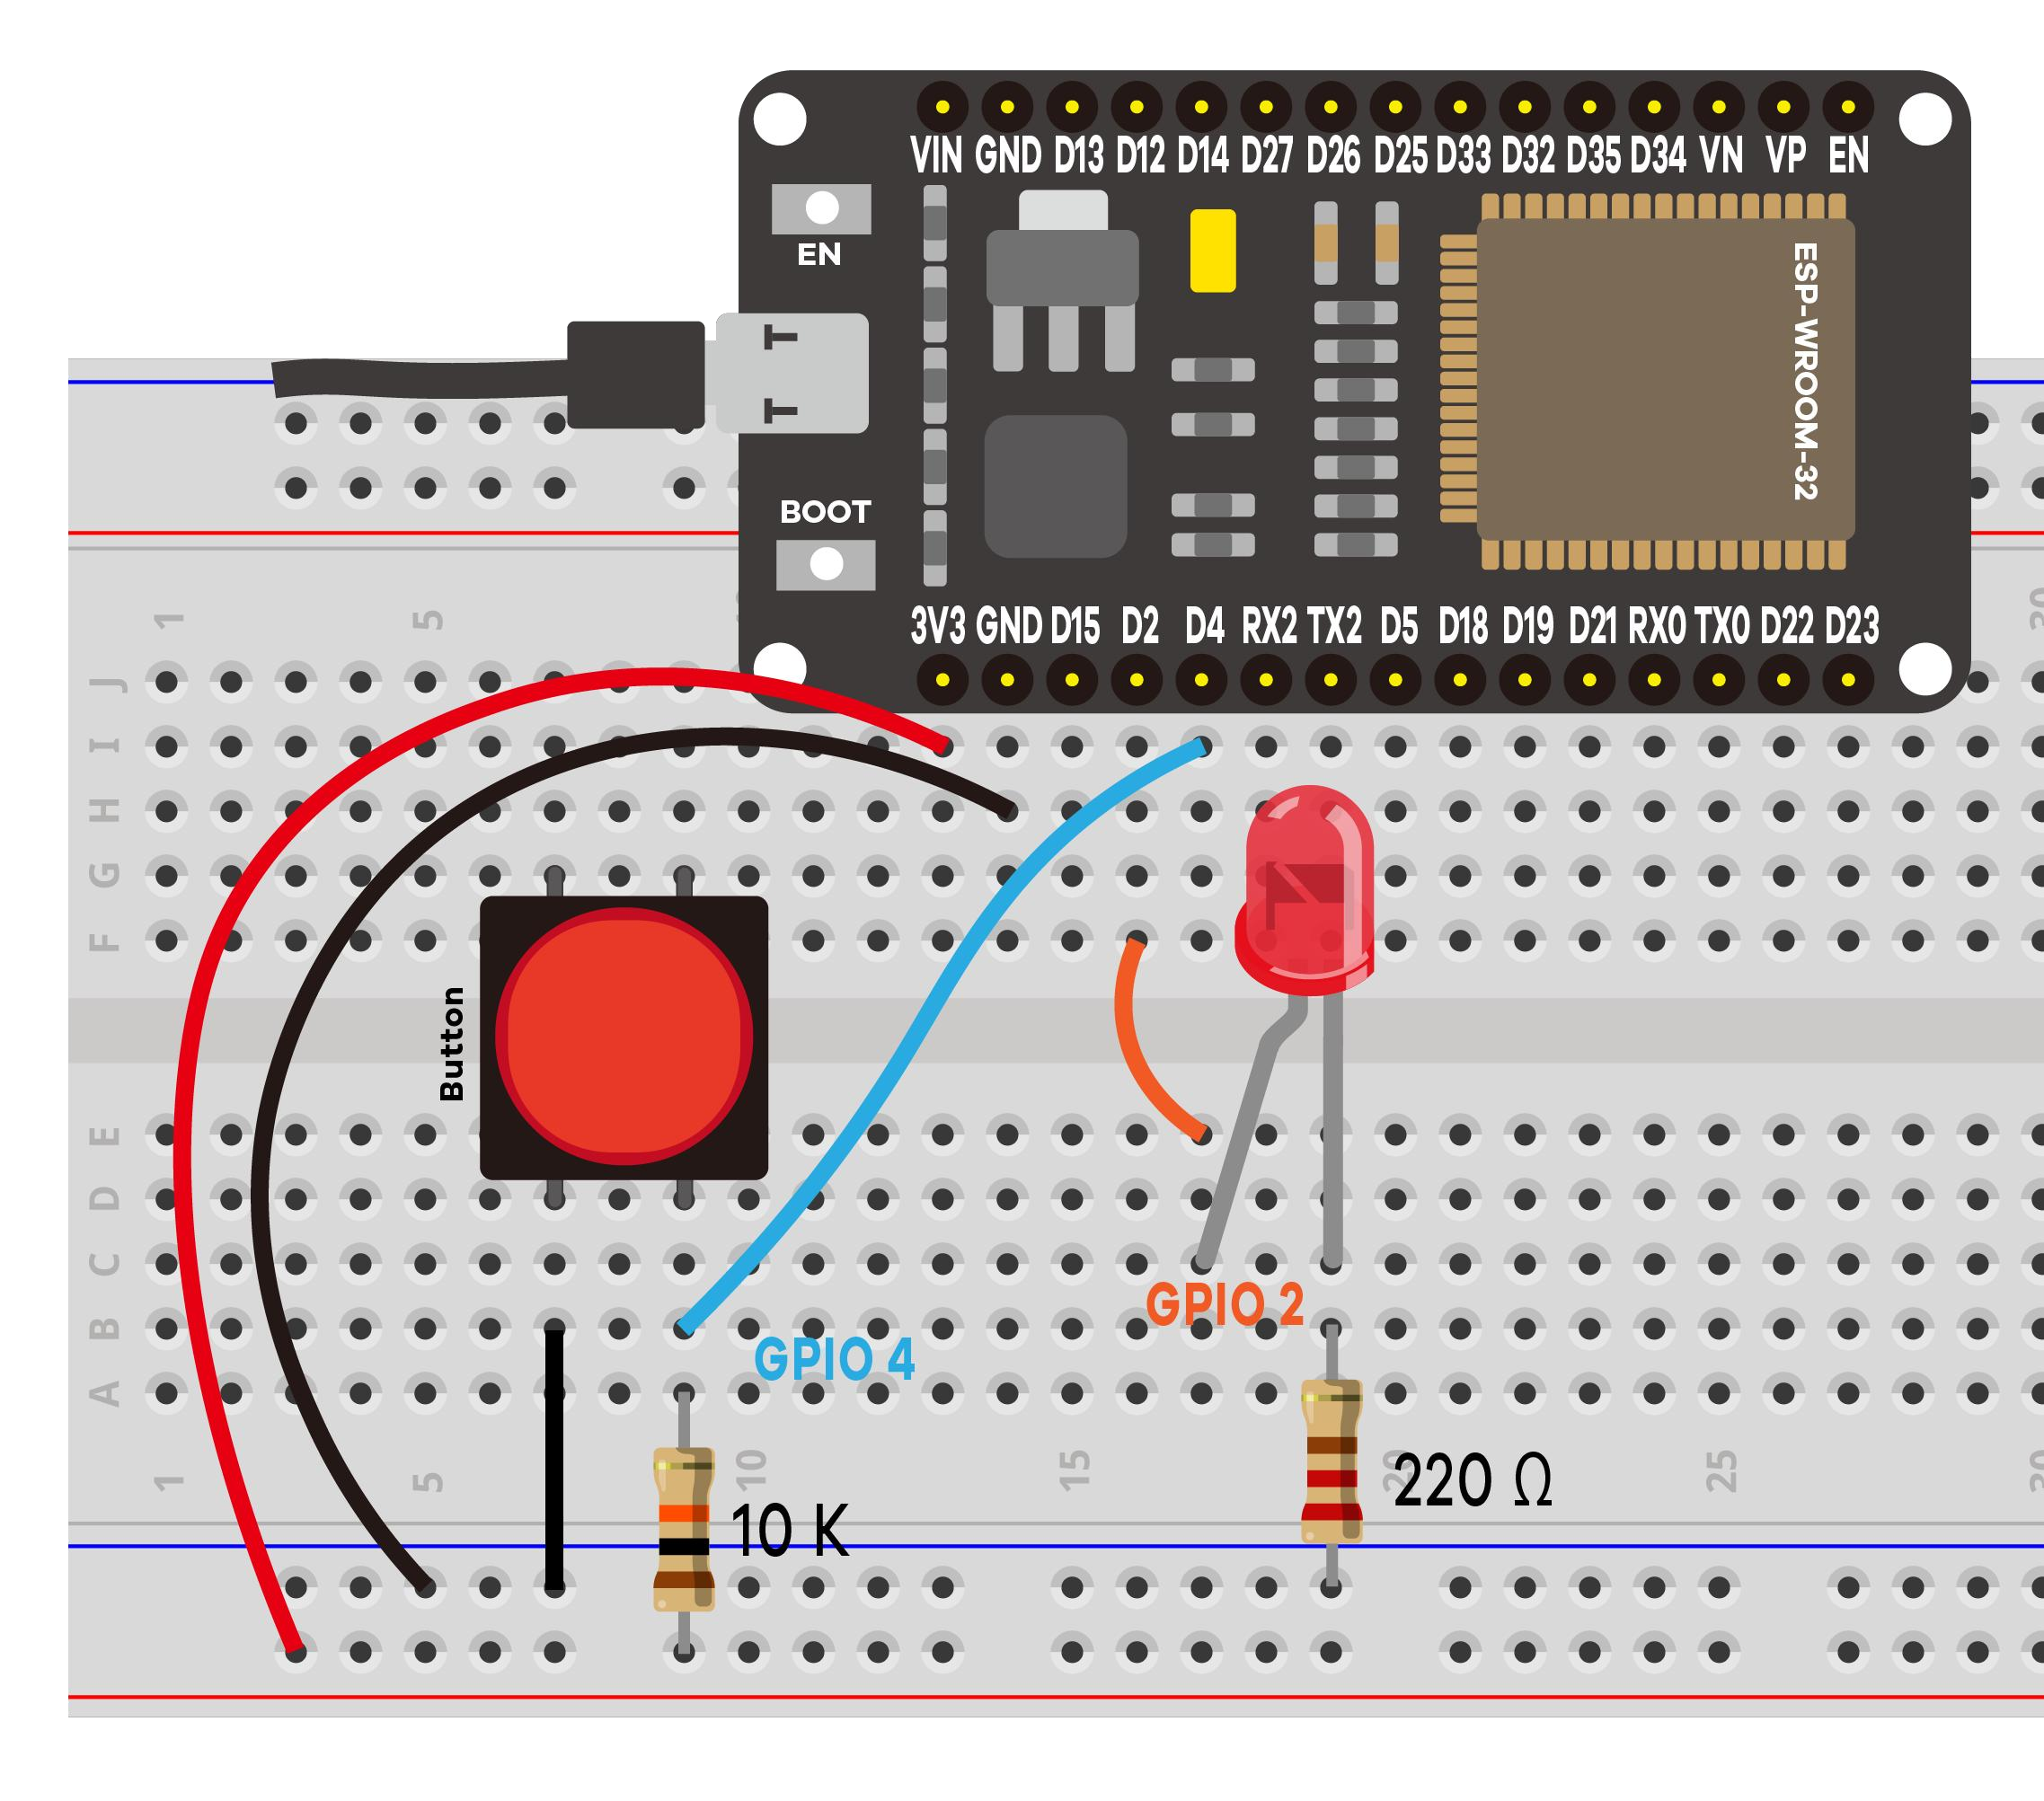 VIN GND D13 D12 D14 D27 D26 D25 D33 D32 D35 D34 VN VP EN
EN
ESP-WROOM-32
BOOT
3V3 GND D15 D2 D4 RX2 TX2 D5 D18 D19 D21 RX0 TX0 D22 D23
1 5 30
J
I
H
G
F
Button
E
D
C
B
A
GPIO 2
GPIO 4
1 5 10 15 20 25 30
220 Ω
10 K